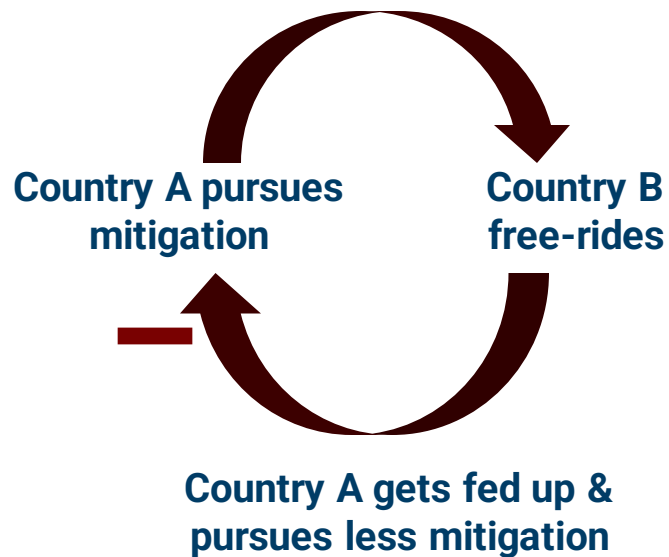 Country A pursues
mitigation
Country B
free-rides
Country A gets fed up &
pursues less mitigation